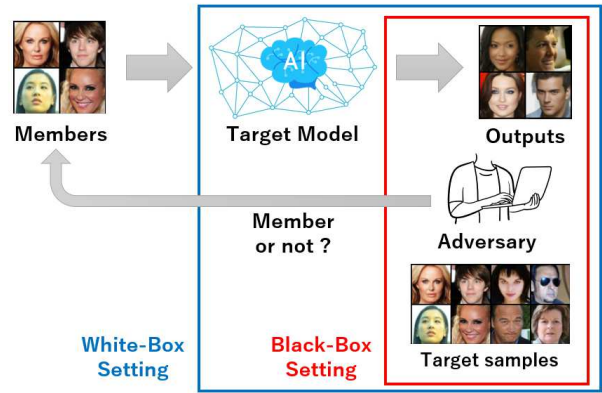 AI
Members
Target Model
Outputs
Member
or not ?
Adversary
White-Box
Setting
Black-Box
Setting
Target samples